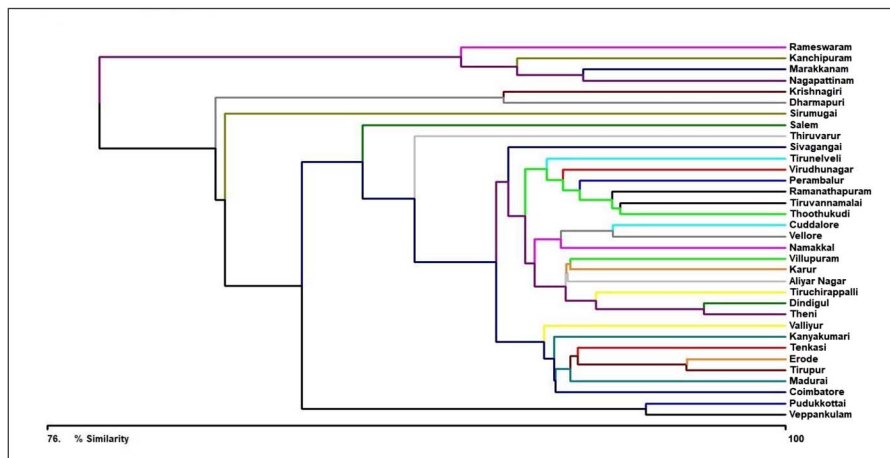 Rameswaram
Kanchipuram
Marakkanam
Nagapattinam
Krishnagiri
Dharmapuri
Sirumugai
Salem
Thiruvarur
Sivagangai
Tirunelveli
Virudhunagar
Perambalur
Ramanathapuram
Tiruvannamalai
Thoothukudi
Cuddalore
Vellore
Namakkal
Villupuram
Karur
Aliyar Nagar
Tiruchirappalli
Dindigul
Theni
Valliyur
Kanyakumari
Tenkasi
Erode
Tirupur
Madurai
Coimbatore
Pudukkottai
Veppankulam
76. % Similarity 100